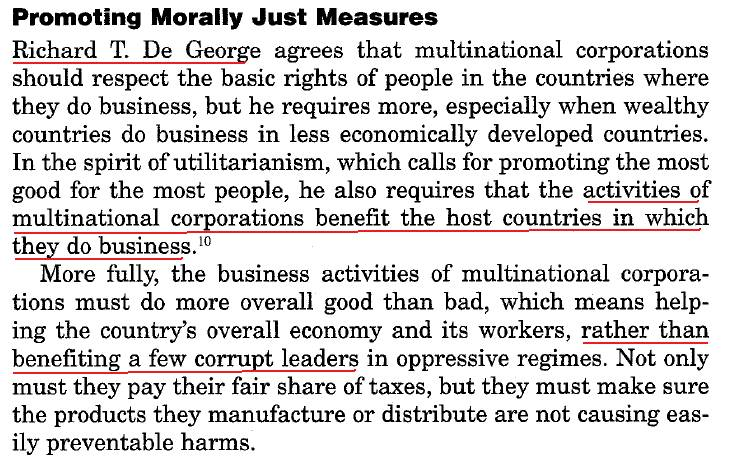 Promoting Morally Just Measures
Richard T. De George agrees that multinational corporations
should respect the basic rights of people in the countries where
they do business, but he requires more, especially when wealthy
countries do business in less economically developed countries.
In the spirit of utilitarianism, which calls for promoting the most
good for the most people, he also requires that the activities of
multinational corporations benefit the host countries in which
they do business.10
More fully, the business activities of multinational corpora-
tions must do more overall good than bad, which means help-
ing the country's overall economy and its workers, rather than
benefiting a few corrupt leaders in oppressive regimes. Not only
must they pay their fair share of taxes, but they must make sure
the products they manufacture or distribute are not causing eas-
ily preventable harms.